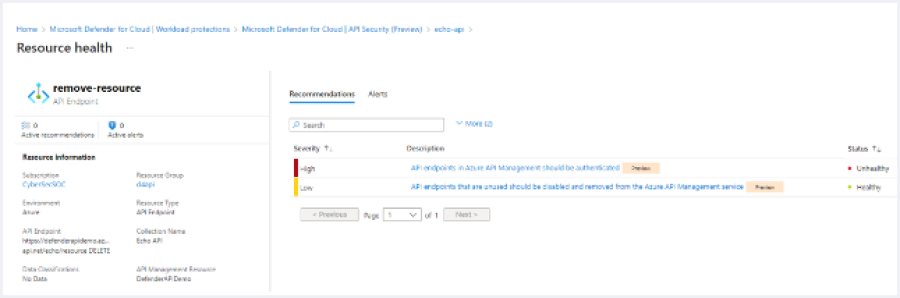 Home > Microsoft Defender for Cloud | Workload protections > Microsoft Defender for Cloud | API Security (Preview) > echo-api >
Resource health ...
remove-resource
API Endpoint
0
Active recommendations
0
Active alerts
Resource information
Subscription
CyberSecSOC
Resource Group
d4api
Environment
Azure
Resource Type
API Endpoint
API Endpoint
https://defenderapidemo.az...
api.net/echo/resource DELETE
Collection Name
Echo API
Data Classifications
No Data
API Management Resource
DefenderAPIDemo
Recommendations
Alerts
Search
More (2)
Severity ↑↓ Description Status ↑↓
High API endpoints in Azure API Management should be authenticated Preview Unhealthy
Low API endpoints that are unused should be disabled and removed from the Azure API Management service Preview Healthy
< Previous Page 1 of 1 Next >